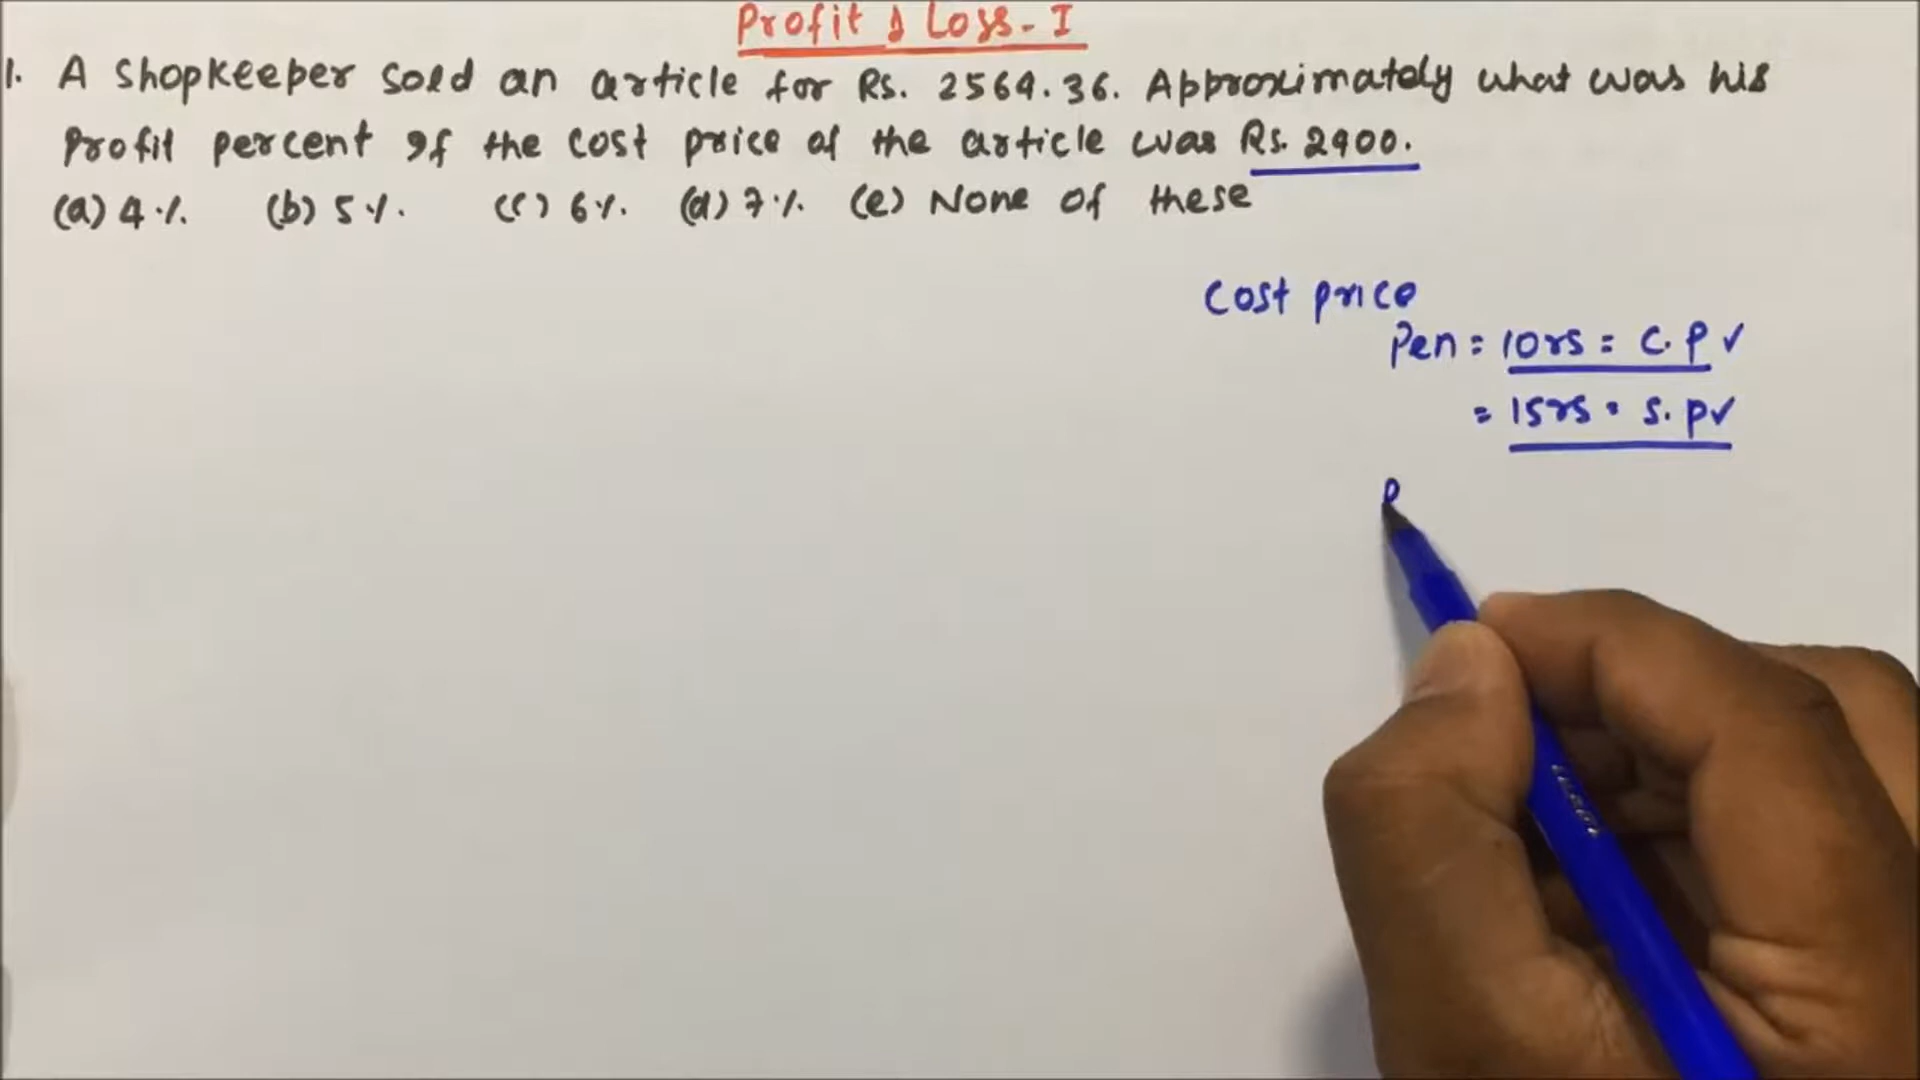 Profit & Loss - I
1. A shopkeeper sold an article for Rs. 2564.36. Approximately what was his
Profit percent If the cost price of the article was Rs. 2400.
(a) 4 % (b) 5 % (c) 6 % (d) 7 % (e) None of these
Cost price
Pen = 10rs = C.P ✓
= 15rs = S.P ✓
P